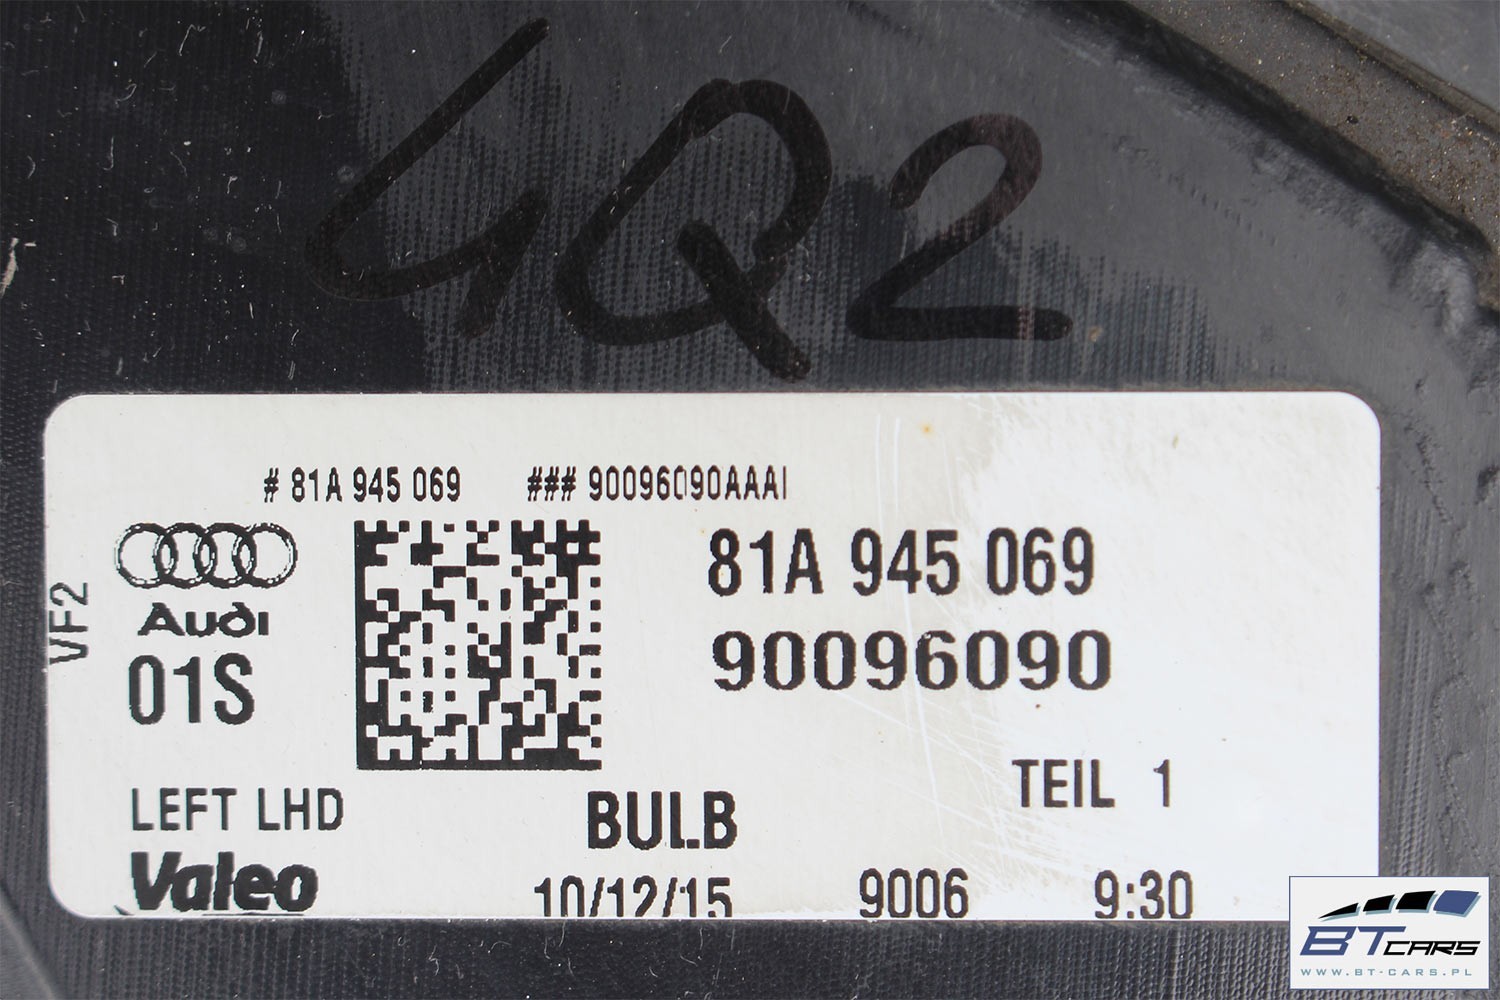 GQ2
# 81A 945 069 ### 90096090AAAI
81A 945 069
Audi
VF2
01S
90096090
TEIL 1
LEFT LHD
BULB
Valeo
10/12/15 9006 9:30
BT CARS
WWW.BT-CARS.PL